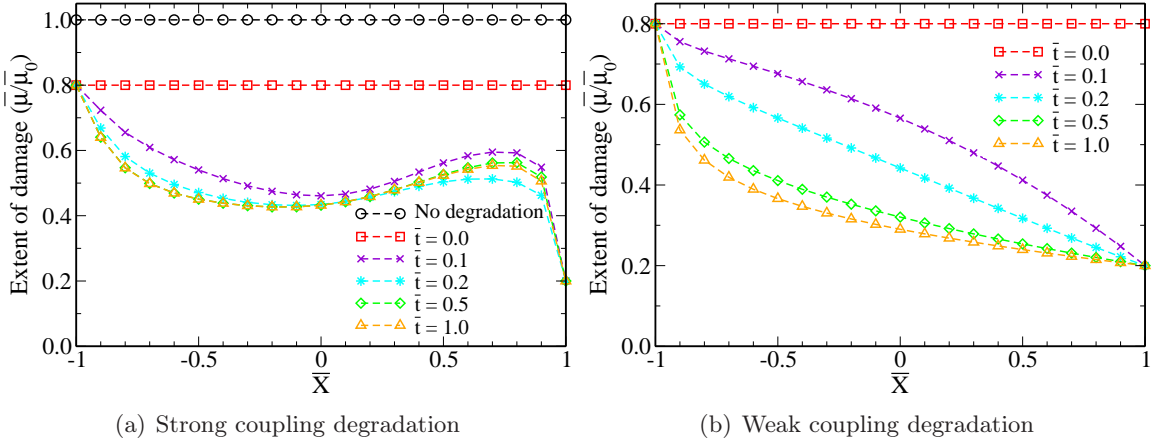 Extent of damage (μ̅/μ̅₀)
1.0
0.8
0.6
0.4
0.2
0.0
-1
-0.5
0
0.5
1
X̅
No degradation
t̅ = 0.0
t̅ = 0.1
t̅ = 0.2
t̅ = 0.5
t̅ = 1.0
(a) Strong coupling degradation
Extent of damage (μ̅/μ̅₀)
0.8
0.6
0.4
0.2
0.0
-1
-0.5
0
0.5
1
X̅
t̅ = 0.0
t̅ = 0.1
t̅ = 0.2
t̅ = 0.5
t̅ = 1.0
(b) Weak coupling degradation